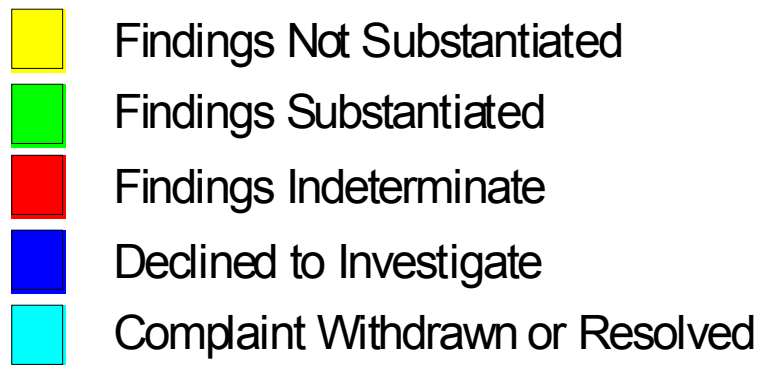 Findings Not Substantiated
Findings Substantiated
Findings Indeterminate
Declined to Investigate
Complaint Withdrawn or Resolved